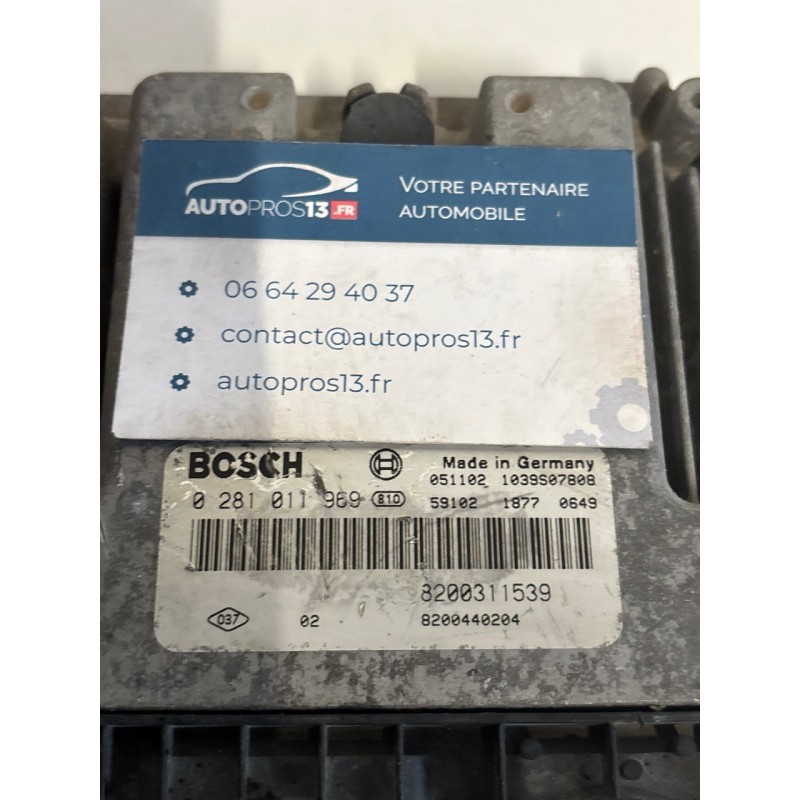 AUTOPROS13.FR
VOTRE PARTENAIRE
AUTOMOBILE
06 64 29 40 37
contact@autopros13.fr
autopros13.fr
BOSCH
Made in Germany
051102 1039S07808
0 281 011 969 810
59102 1877 0649
8200311539
037 02 8200440204